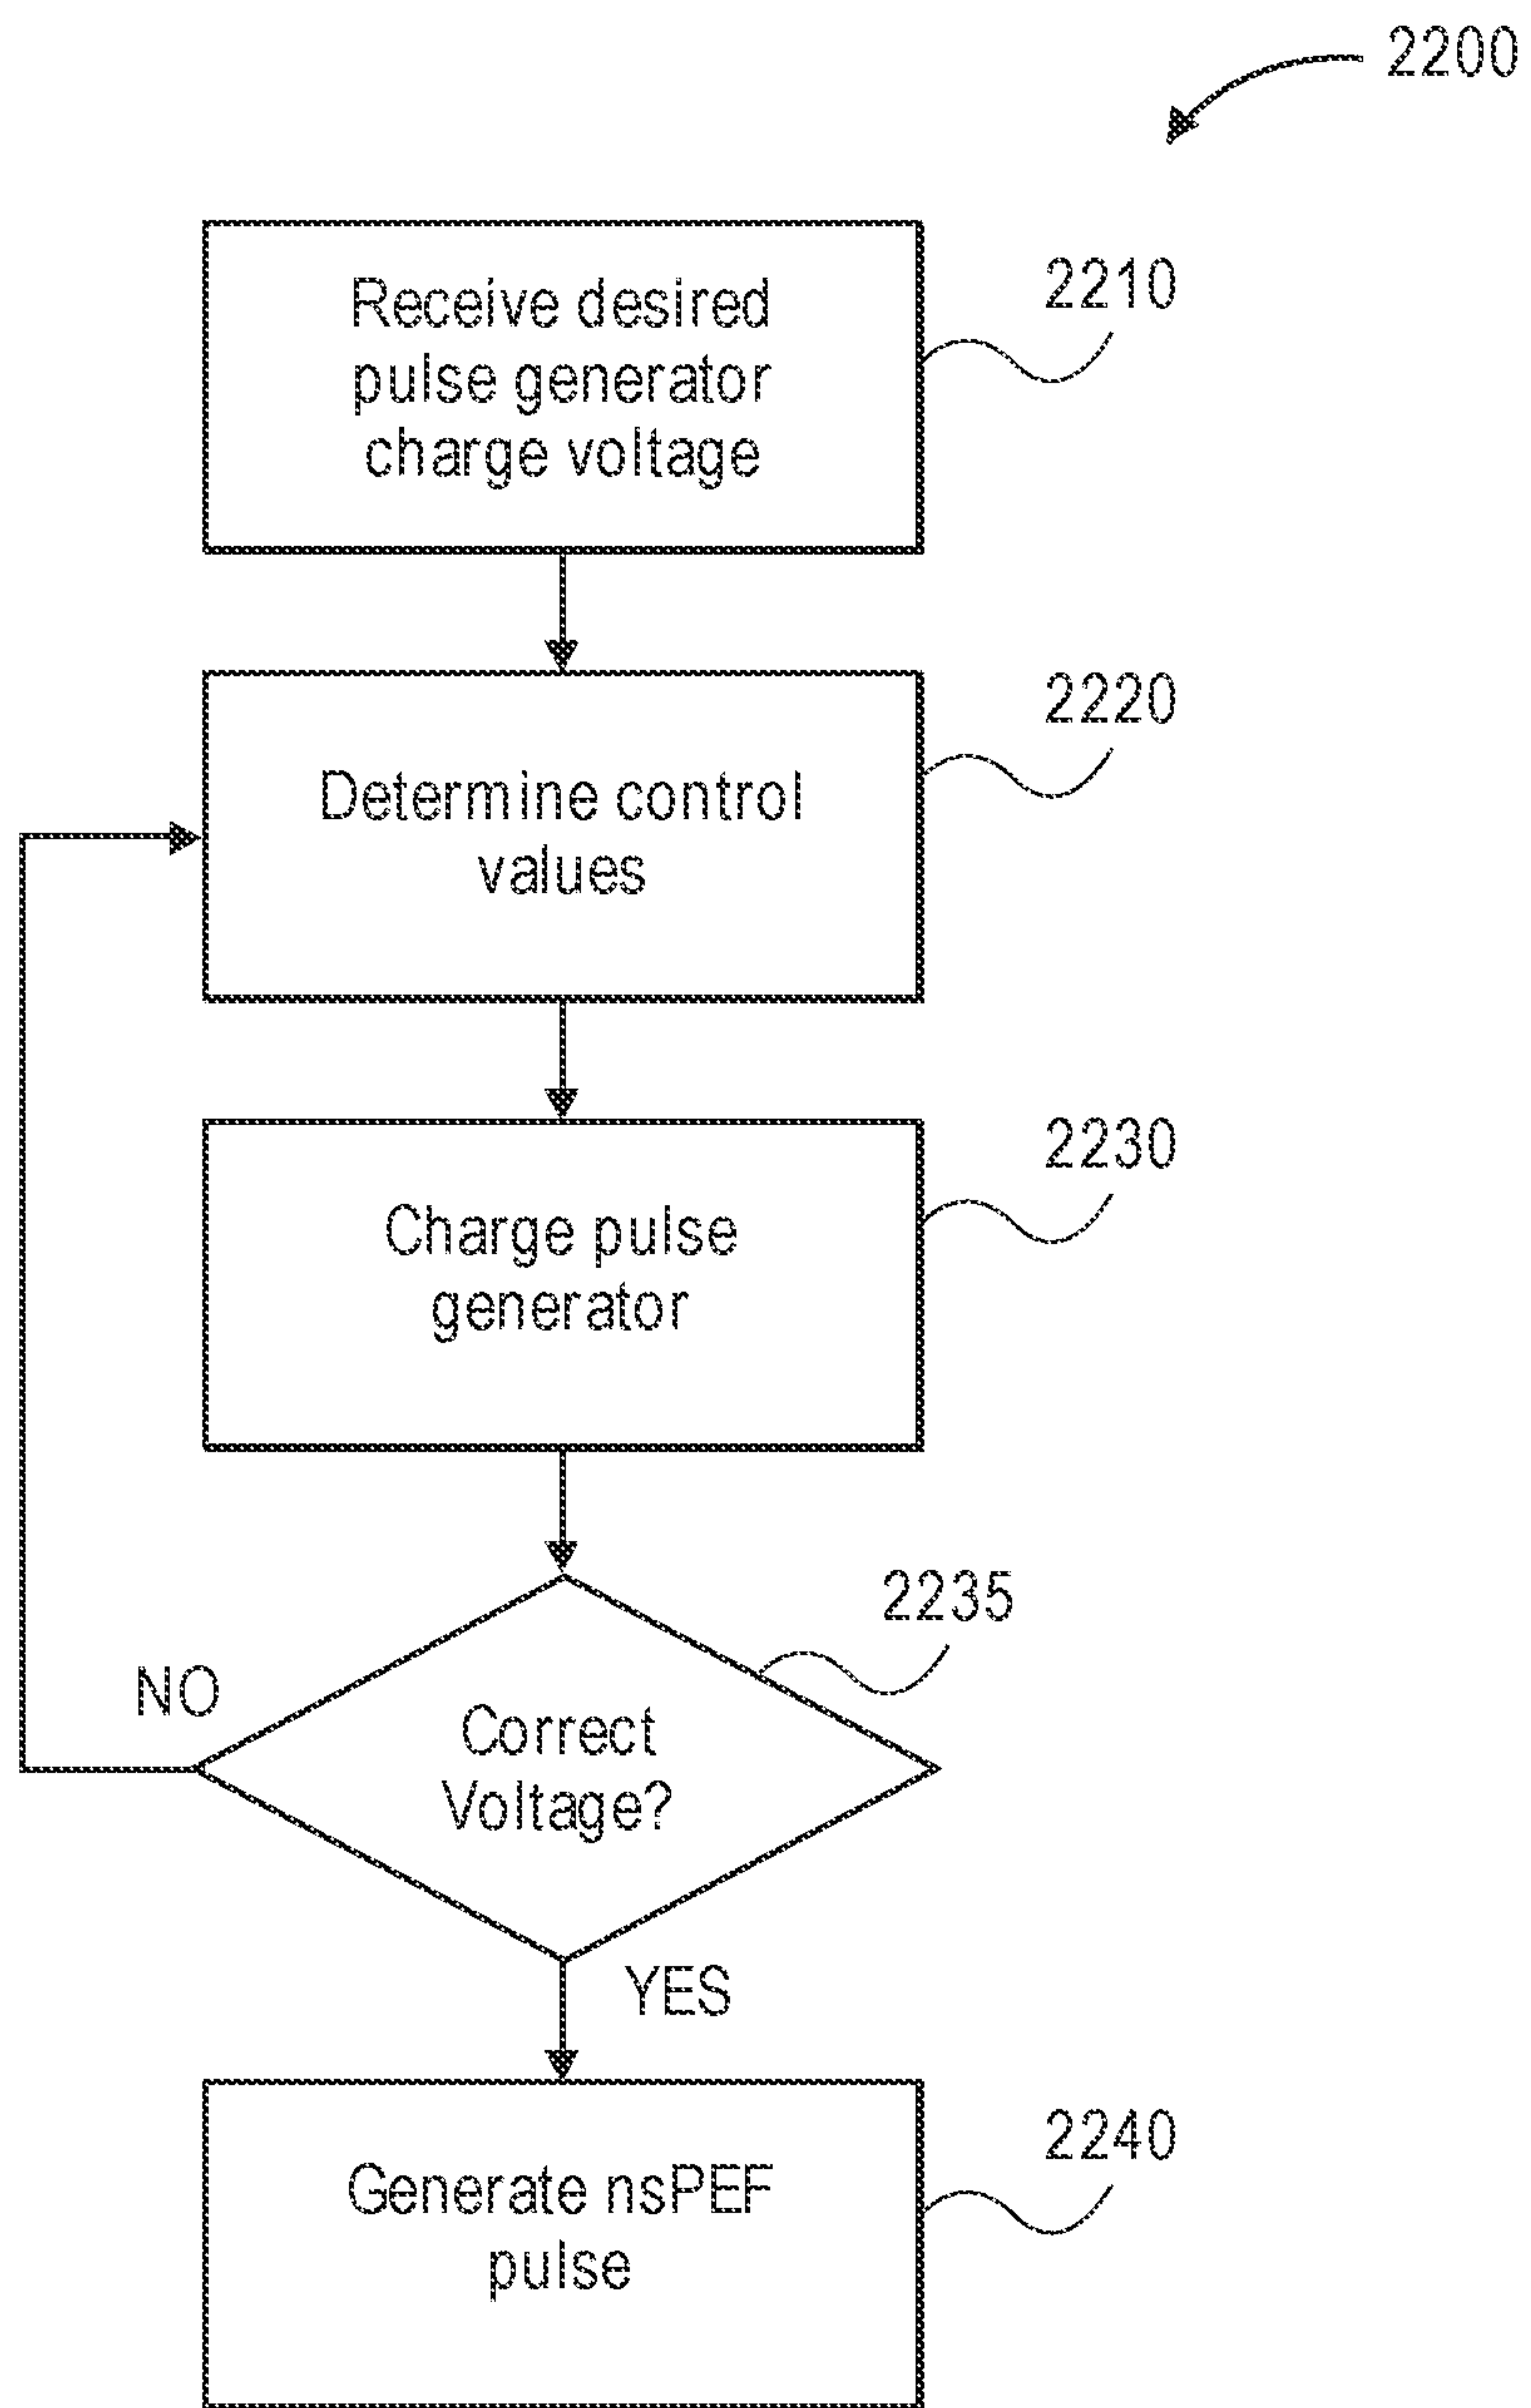 2200
Receive desired
pulse generator
charge voltage
2210
Determine control
values
2220
Charge pulse
generator
2230
Correct
Voltage?
2235
NO
YES
Generate nsPEF
pulse
2240